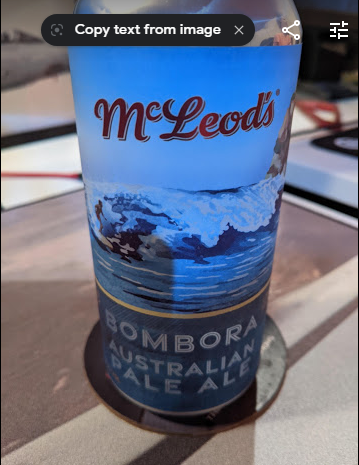 Copy text from image
McLeod's
BOMBORA
AUSTRALIAN
PALE ALE